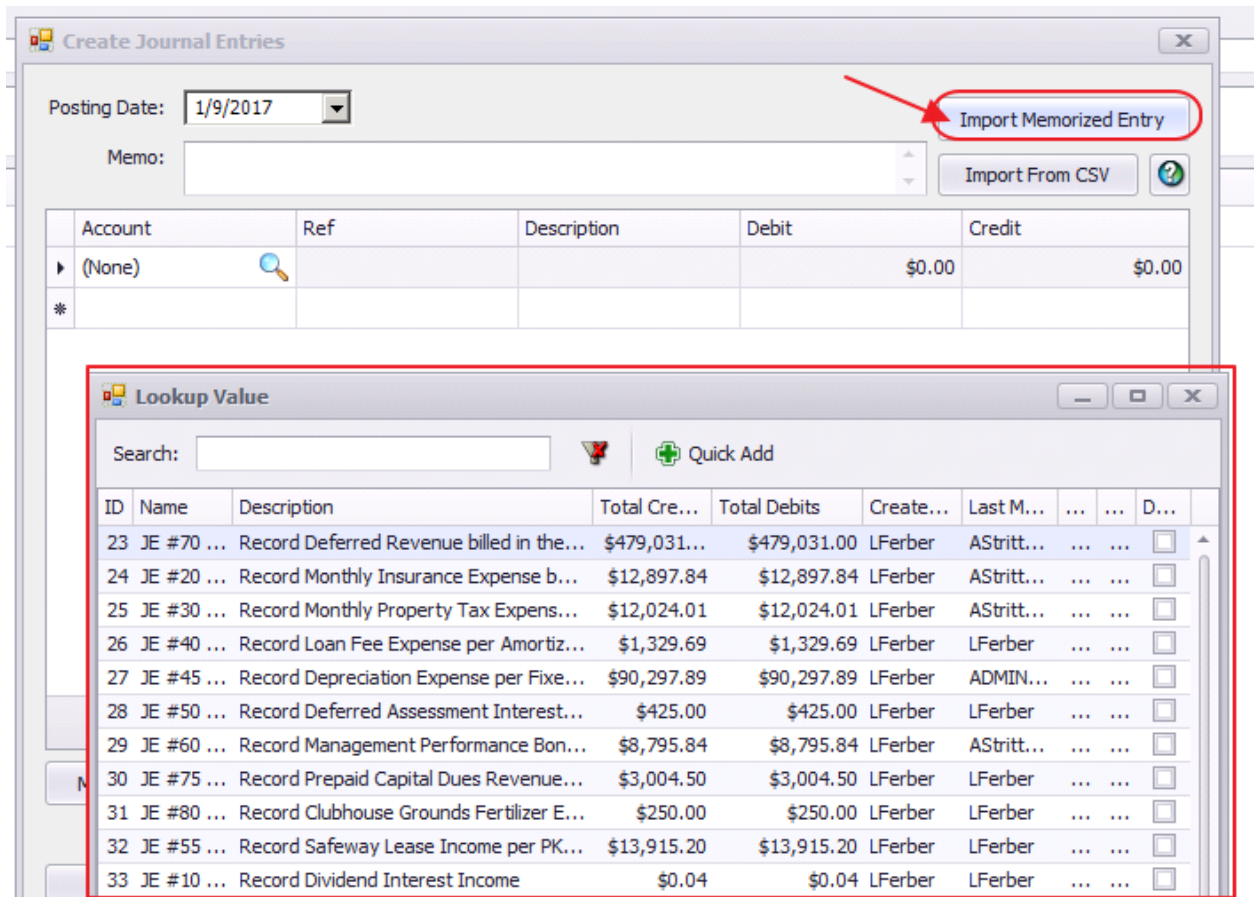 Create Journal Entries
Posting Date: 1/9/2017
Import Memorized Entry
Memo:
Import From CSV
Account Ref Description Debit Credit
(None) $0.00 $0.00
Lookup Value
Search: Quick Add
ID Name Description Total Cre... Total Debits Create... Last M... ... ... D...
23 JE #70 ... Record Deferred Revenue billed in the... $479,031... $479,031.00 LFerber AStritt... ... ...
24 JE #20 ... Record Monthly Insurance Expense b... $12,897.84 $12,897.84 LFerber AStritt... ... ...
25 JE #30 ... Record Monthly Property Tax Expens... $12,024.01 $12,024.01 LFerber AStritt... ... ...
26 JE #40 ... Record Loan Fee Expense per Amortiz... $1,329.69 $1,329.69 LFerber LFerber ... ...
27 JE #45 ... Record Depreciation Expense per Fixe... $90,297.89 $90,297.89 LFerber ADMIN... ... ...
28 JE #50 ... Record Deferred Assessment Interest... $425.00 $425.00 LFerber LFerber ... ...
29 JE #60 ... Record Management Performance Bon... $8,795.84 $8,795.84 LFerber AStritt... ... ...
30 JE #75 ... Record Prepaid Capital Dues Revenue... $3,004.50 $3,004.50 LFerber LFerber ... ...
31 JE #80 ... Record Clubhouse Grounds Fertilizer E... $250.00 $250.00 LFerber LFerber ... ...
32 JE #55 ... Record Safeway Lease Income per PK... $13,915.20 $13,915.20 LFerber LFerber ... ...
33 JE #10 ... Record Dividend Interest Income $0.04 $0.04 LFerber LFerber ... ...